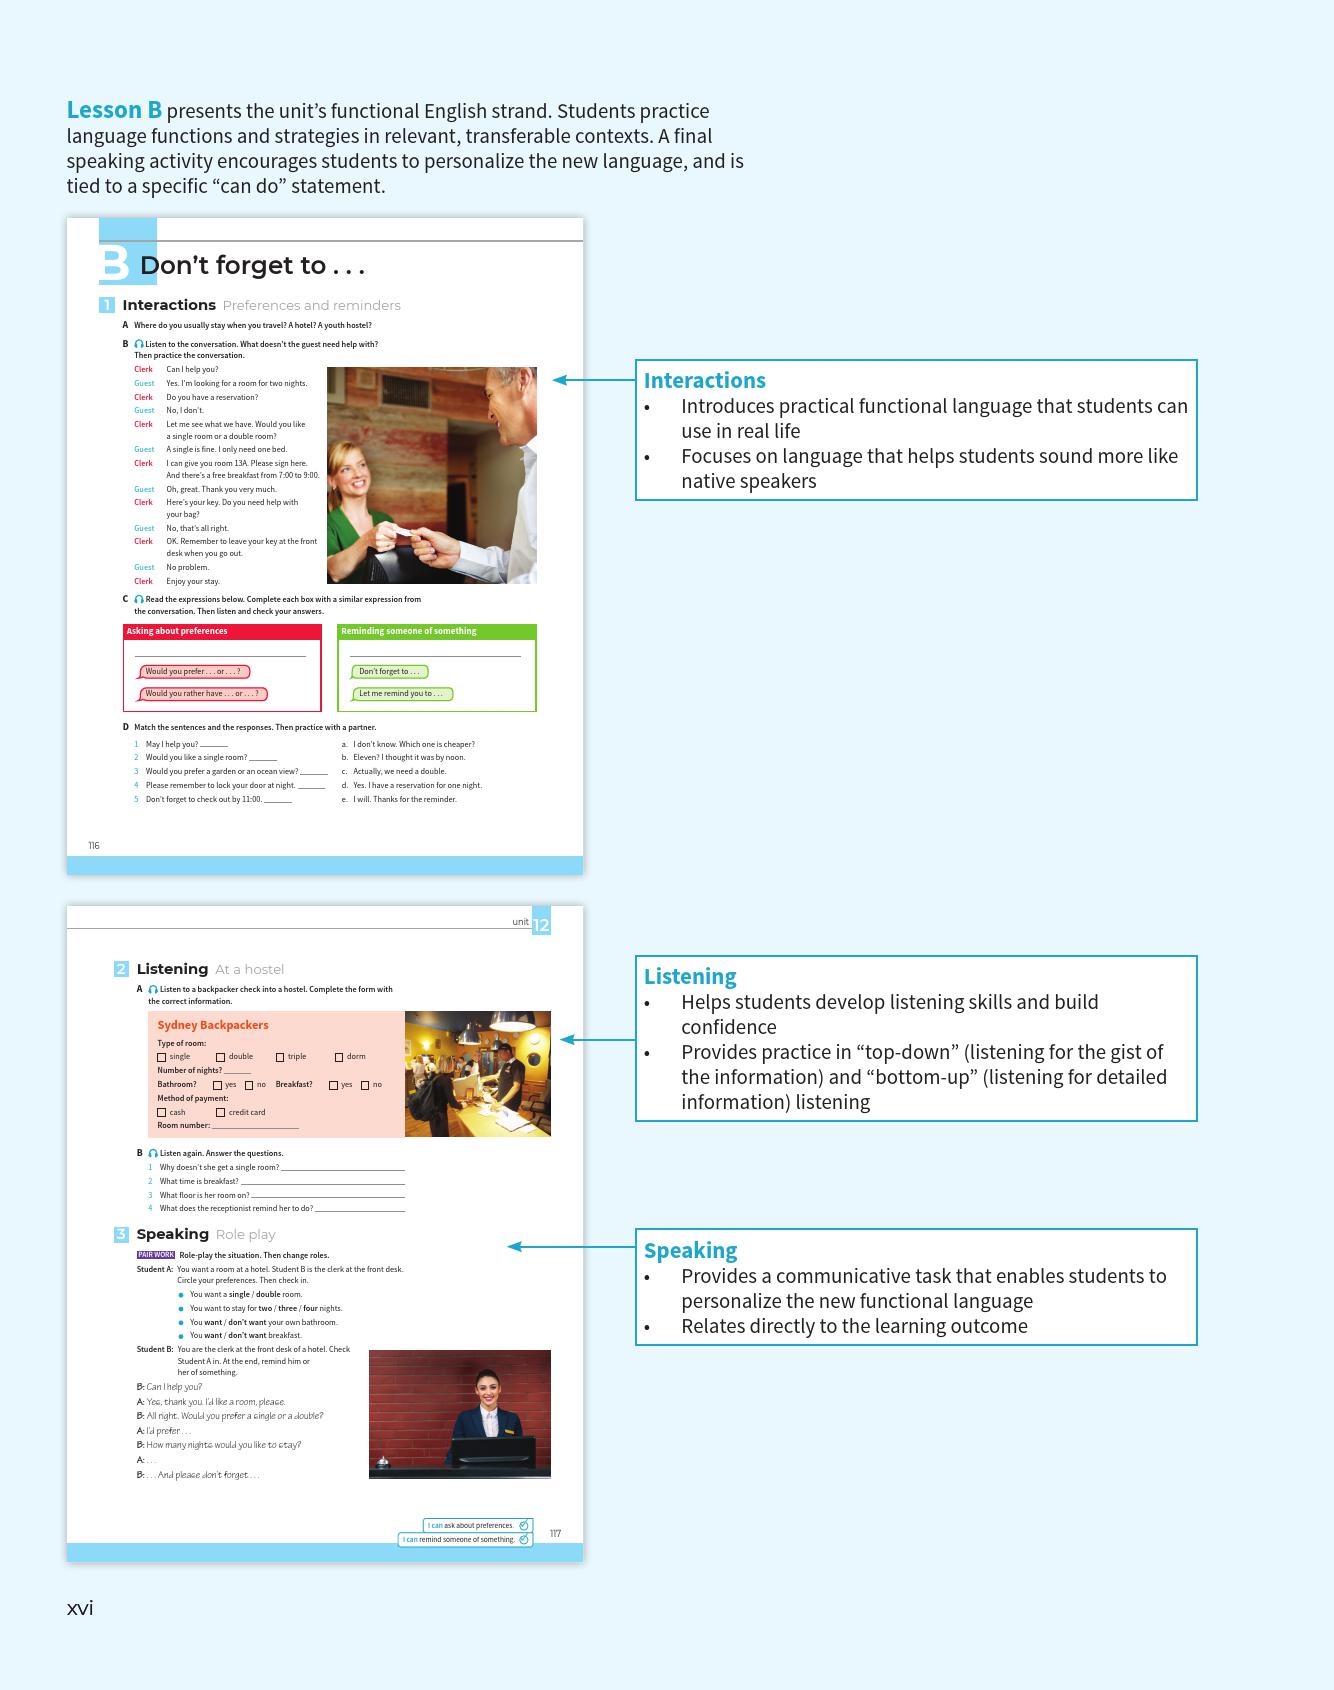 Lesson B presents the unit’s functional English strand. Students practice
language functions and strategies in relevant, transferable contexts. A final
speaking activity encourages students to personalize the new language, and is
tied to a specific “can do” statement.
B Don’t forget to . . .
1 Interactions Preferences and reminders
A Where do you usually stay when you travel? A hotel? A youth hostel?
B Listen to the conversation. What doesn’t the guest need help with?
Then practice the conversation.
Clerk Can I help you?
Guest Yes. I’m looking for a room for two nights.
Clerk Do you have a reservation?
Guest No, I don’t.
Clerk Let me see what we have. Would you like
a single room or a double room?
Guest A single is fine. I only need one bed.
Clerk I can give you room 13A. Please sign here.
And there’s a free breakfast from 7:00 to 9:00.
Guest Oh, great. Thank you very much.
Clerk Here’s your key. Do you need help with
your bag?
Guest No, that’s all right.
Clerk OK. Remember to leave your key at the front
desk when you go out.
Guest No problem.
Clerk Enjoy your stay.
C Read the expressions below. Complete each box with a similar expression from
the conversation. Then listen and check your answers.
Asking about preferences
Would you prefer . . . or . . . ?
Would you rather have . . . or . . . ?
Reminding someone of something
Don’t forget to . . .
Let me remind you to . . .
D Match the sentences and the responses. Then practice with a partner.
1 May I help you? ______
2 Would you like a single room? ______
3 Would you prefer a garden or an ocean view? ______
4 Please remember to lock your door at night. ______
5 Don’t forget to check out by 11:00. ______
a. I don’t know. Which one is cheaper?
b. Eleven? I thought it was by noon.
c. Actually, we need a double.
d. Yes. I have a reservation for one night.
e. I will. Thanks for the reminder.
116
Interactions
• Introduces practical functional language that students can
use in real life
• Focuses on language that helps students sound more like
native speakers
unit 12
2 Listening At a hostel
A Listen to a backpacker check into a hostel. Complete the form with
the correct information.
Sydney Backpackers
Type of room:
single double triple dorm
Number of nights? ______
Bathroom? yes no Breakfast? yes no
Method of payment:
cash credit card
Room number: ______
B Listen again. Answer the questions.
1 Why doesn’t she get a single room? ______
2 What time is breakfast? ______
3 What floor is her room on? ______
4 What does the receptionist remind her to do? ______
3 Speaking Role play
PAIR WORK Role-play the situation. Then change roles.
Student A: You want a room at a hotel. Student B is the clerk at the front desk.
Circle your preferences. Then check in.
• You want a single / double room.
• You want to stay for two / three / four nights.
• You want / don’t want your own bathroom.
• You want / don’t want breakfast.
Student B: You are the clerk at the front desk of a hotel. Check
Student A in. At the end, remind him or
her of something.
B: Can I help you?
A: Yes, thank you. I’d like a room, please.
B: All right. Would you prefer a single or a double?
A: I’d prefer . . .
B: How many nights would you like to stay?
A: . . .
B: . . . And please don’t forget . . .
I can ask about preferences.
I can remind someone of something.
117
Listening
• Helps students develop listening skills and build
confidence
• Provides practice in “top-down” (listening for the gist of
the information) and “bottom-up” (listening for detailed
information) listening
Speaking
• Provides a communicative task that enables students to
personalize the new functional language
• Relates directly to the learning outcome
xvi